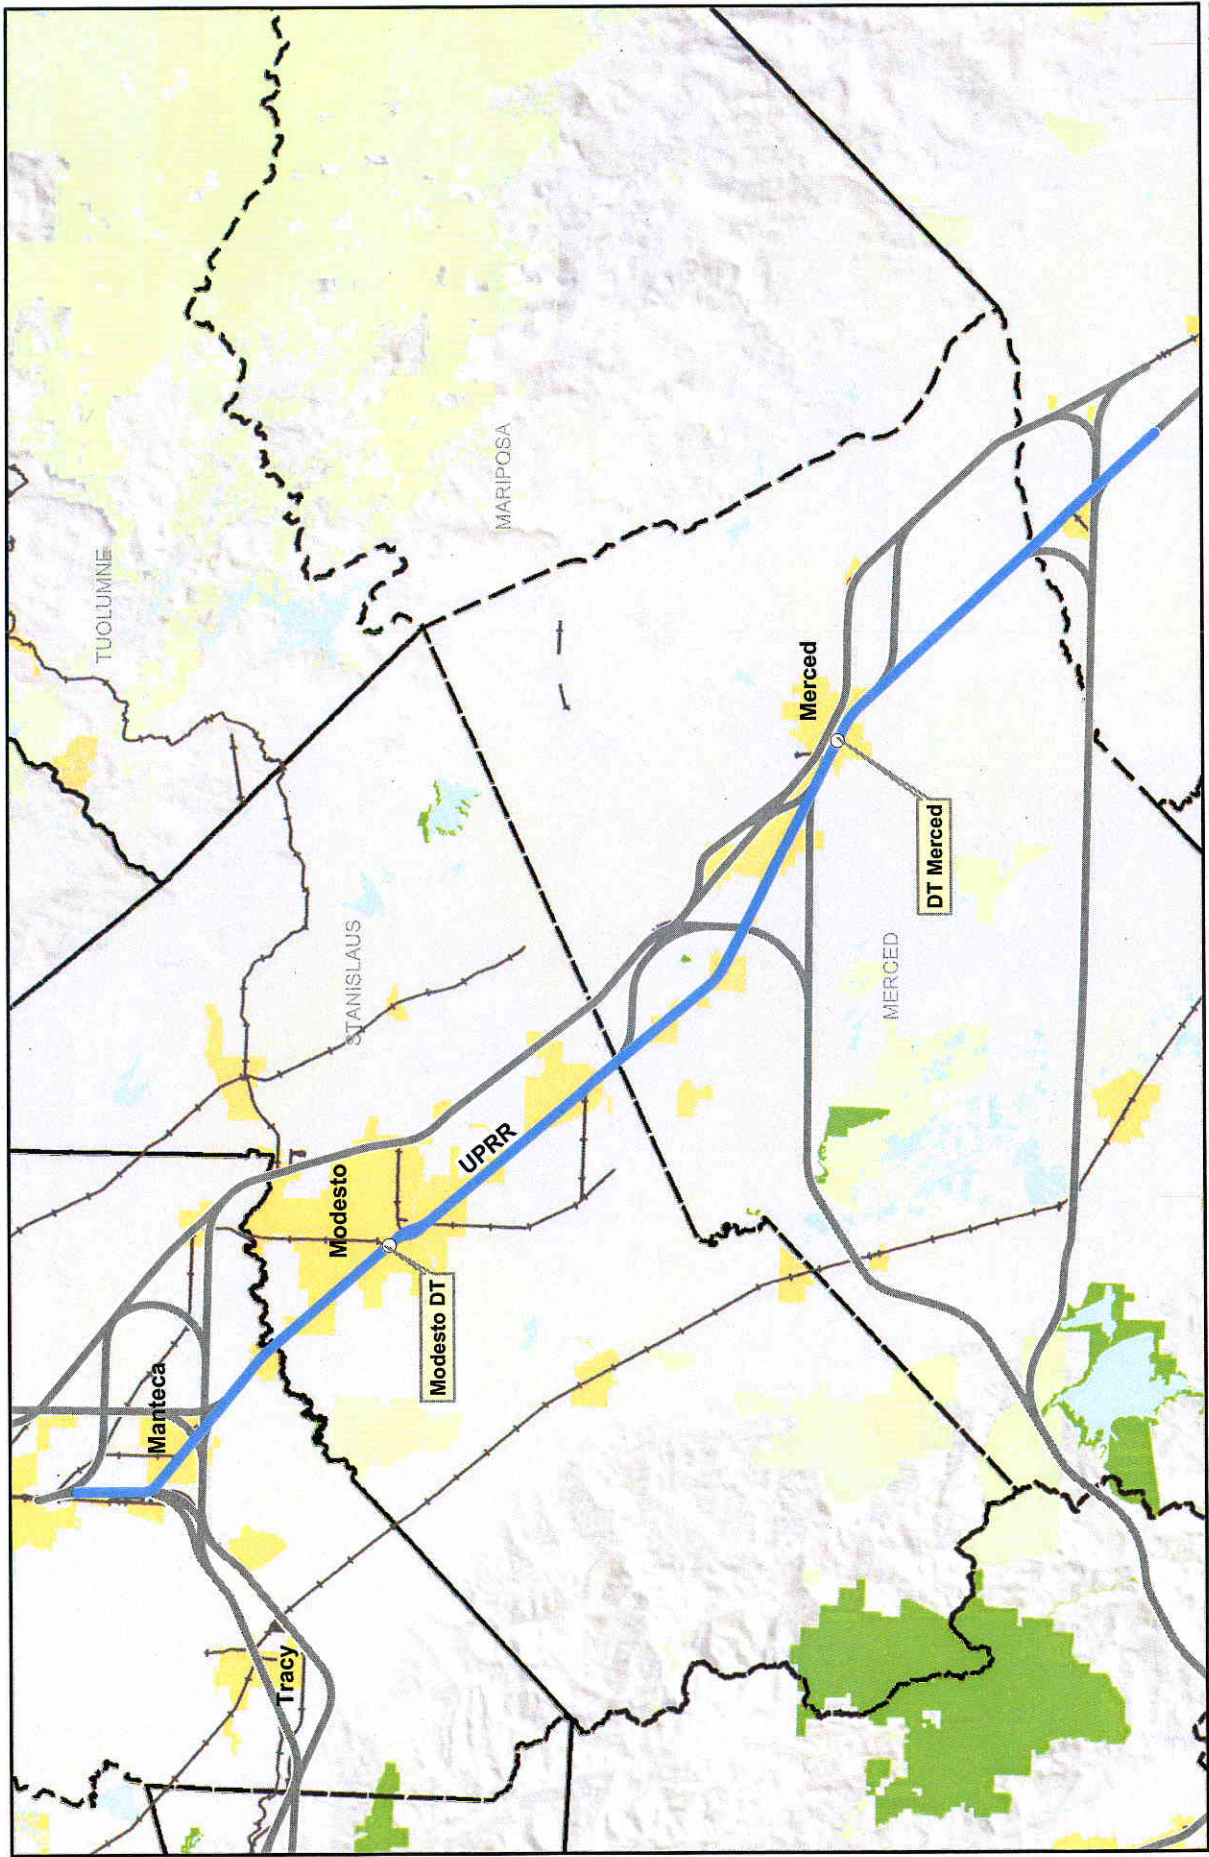 TUOLUMNE
MARIPOSA
STANISLAUS
MERCED
Manteca
Tracy
Modesto
Modesto DT
UPRR
Merced
DT Merced